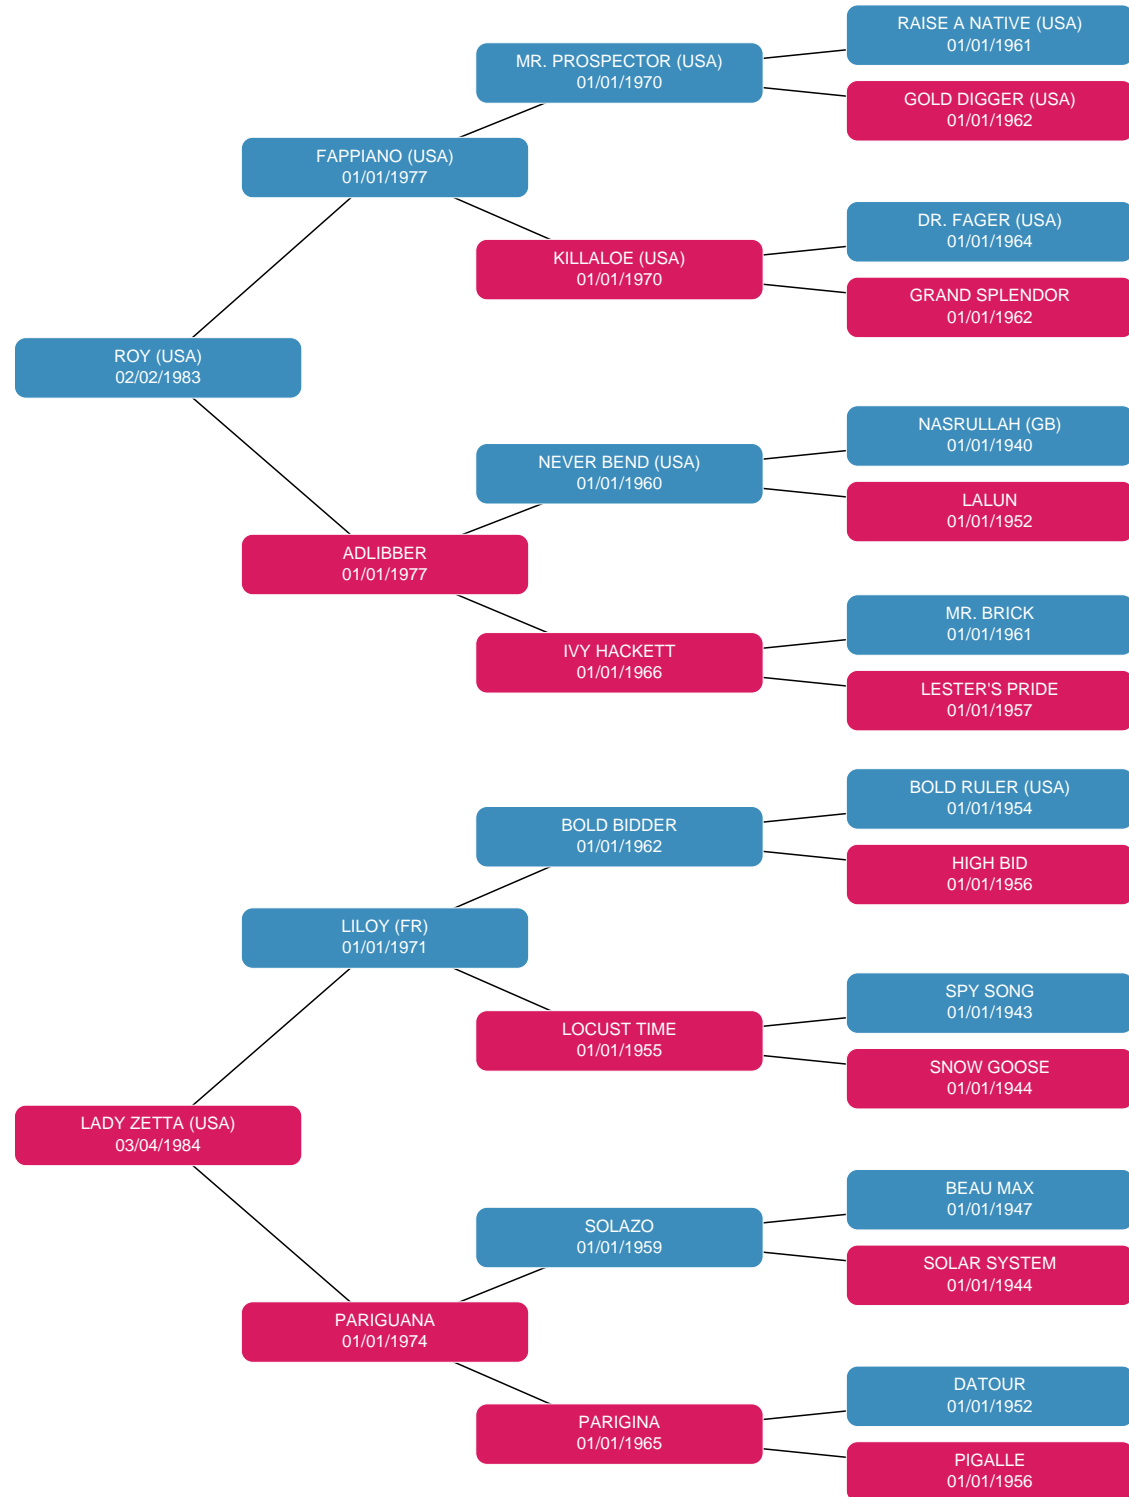 RAISE A NATIVE (USA)
01/01/1961
MR. PROSPECTOR (USA)
01/01/1970
GOLD DIGGER (USA)
01/01/1962
FAPPIANO (USA)
01/01/1977
DR. FAGER (USA)
01/01/1964
KILLALOE (USA)
01/01/1970
GRAND SPLENDOR
01/01/1962
ROY (USA)
02/02/1983
NASRULLAH (GB)
01/01/1940
NEVER BEND (USA)
01/01/1960
LALUN
01/01/1952
ADLIBBER
01/01/1977
MR. BRICK
01/01/1961
IVY HACKETT
01/01/1966
LESTER'S PRIDE
01/01/1957
BOLD RULER (USA)
01/01/1954
BOLD BIDDER
01/01/1962
HIGH BID
01/01/1956
LILOY (FR)
01/01/1971
SPY SONG
01/01/1943
LOCUST TIME
01/01/1955
SNOW GOOSE
01/01/1944
LADY ZETTA (USA)
03/04/1984
BEAU MAX
01/01/1947
SOLAZO
01/01/1959
SOLAR SYSTEM
01/01/1944
PARIGUANA
01/01/1974
DATOUR
01/01/1952
PARIGINA
01/01/1965
PIGALLE
01/01/1956